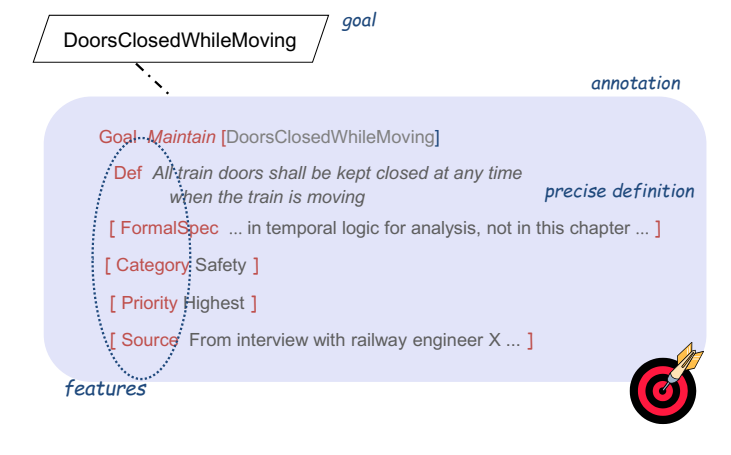 goal
DoorsClosedWhileMoving
annotation
Goal Maintain [DoorsClosedWhileMoving]
Def All train doors shall be kept closed at any time
when the train is moving
precise definition
[ FormalSpec ... in temporal logic for analysis, not in this chapter ... ]
[ Category Safety ]
[ Priority Highest ]
[ Source From interview with railway engineer X ... ]
features